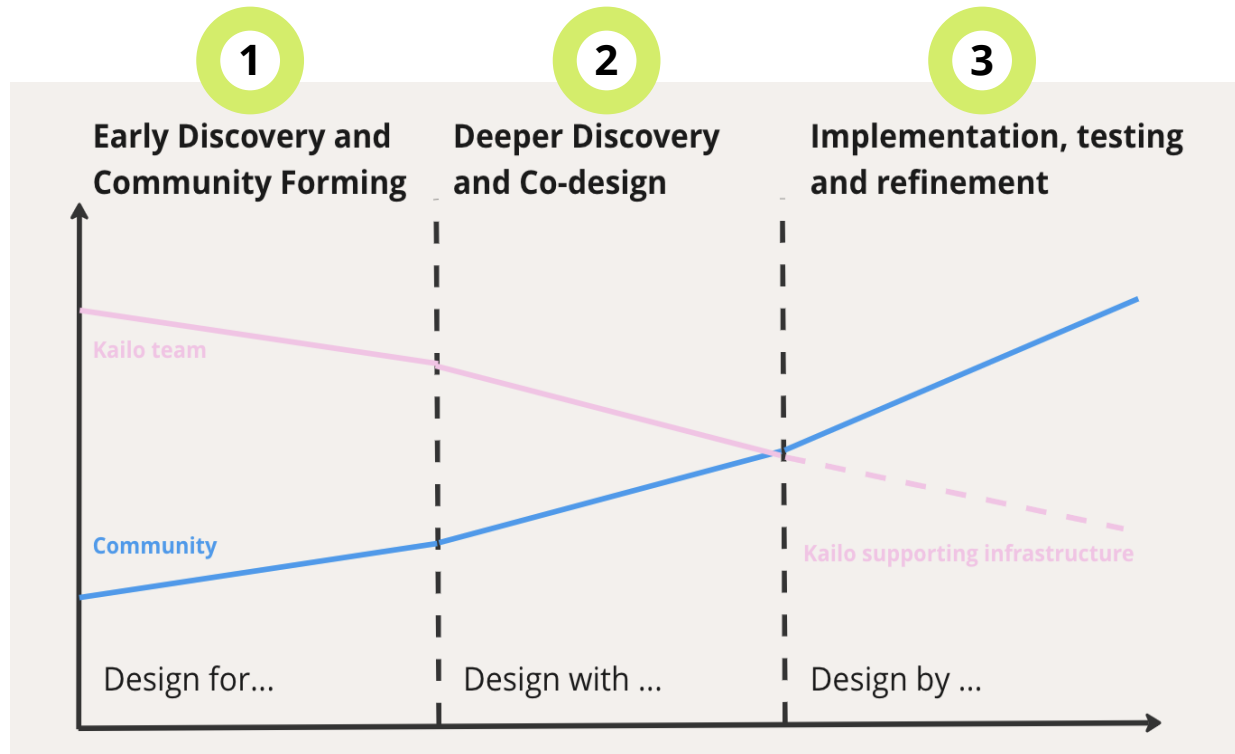 1
2
3
Early Discovery and
Community Forming
Deeper Discovery
and Co-design
Implementation, testing
and refinement
Kailo team
Community
Kailo supporting infrastructure
Design for...
Design with ...
Design by ...